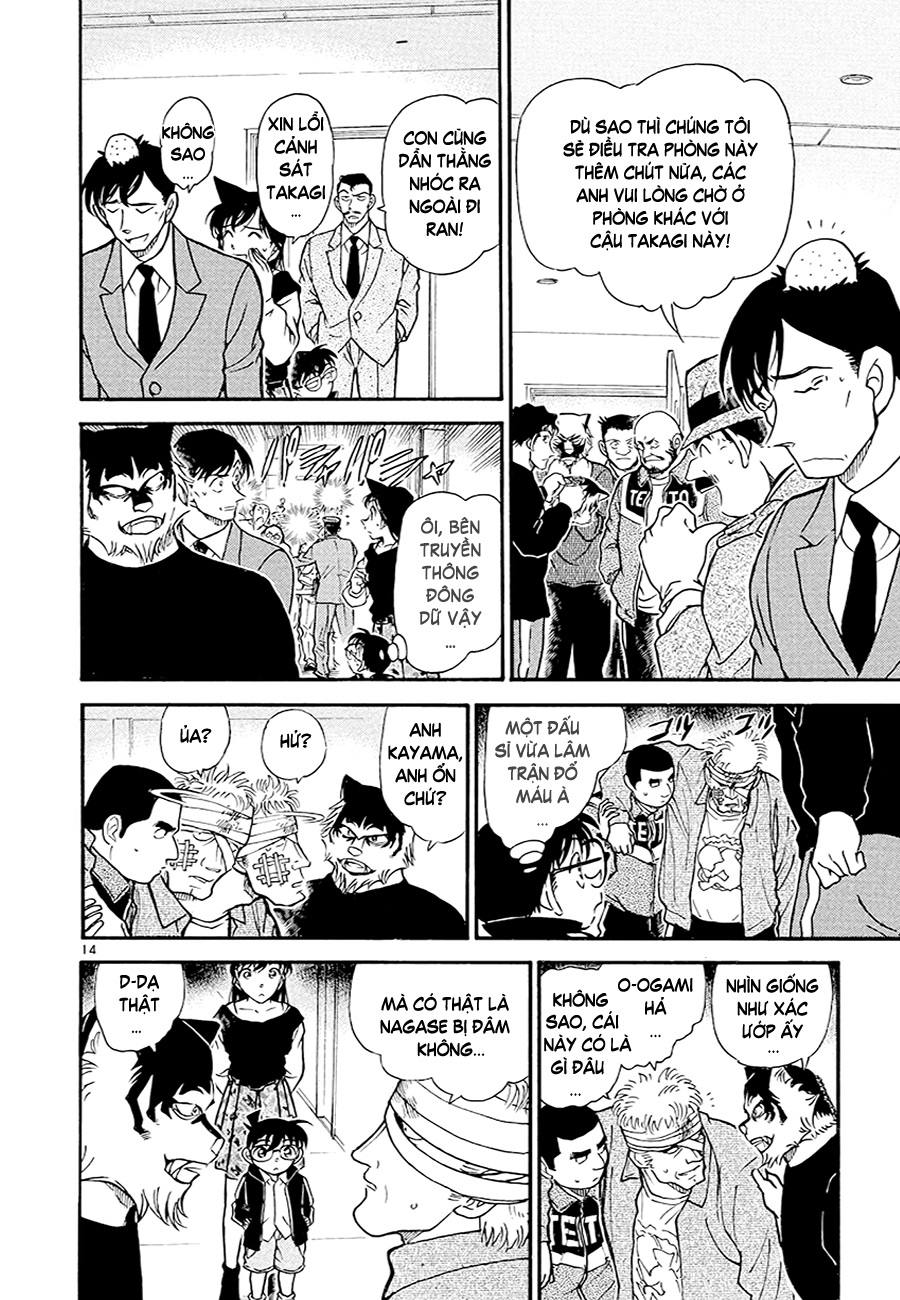 DÙ SAO THÌ CHÚNG TÔI
SẼ ĐIỀU TRA PHÒNG NÀY
THÊM CHÚT NỮA, CÁC
ANH VUI LÒNG CHỜ Ở
PHÒNG KHÁC VỚI
CẬU TAKAGI NÀY!
CON CŨNG
DẪN THẰNG
NHÓC RA
NGOÀI ĐI
RAN!
XIN LỖI
CẢNH
SÁT
TAKAGI
...
KHÔNG
SAO
...
ÔI, BÊN
TRUYỀN
THÔNG
ĐÔNG
DỮ VẬY
...
MỘT ĐẤU
SĨ VỪA LÂM
TRẬN ĐỔ
MÁU À
...
ANH
KAYAMA,
ANH ỔN
CHỨ?
HỬ?
ỦA?
14
NHÌN GIỐNG
NHƯ XÁC
ƯỚP ẤY
...
O-OGAMI
HẢ
...
KHÔNG
SAO, CÁI
NÀY CÓ LÀ
GÌ ĐÂU
...
MÀ CÓ THẬT LÀ
NAGASE BỊ ĐÂM
KHÔNG...
D-DẠ
THẬT
...